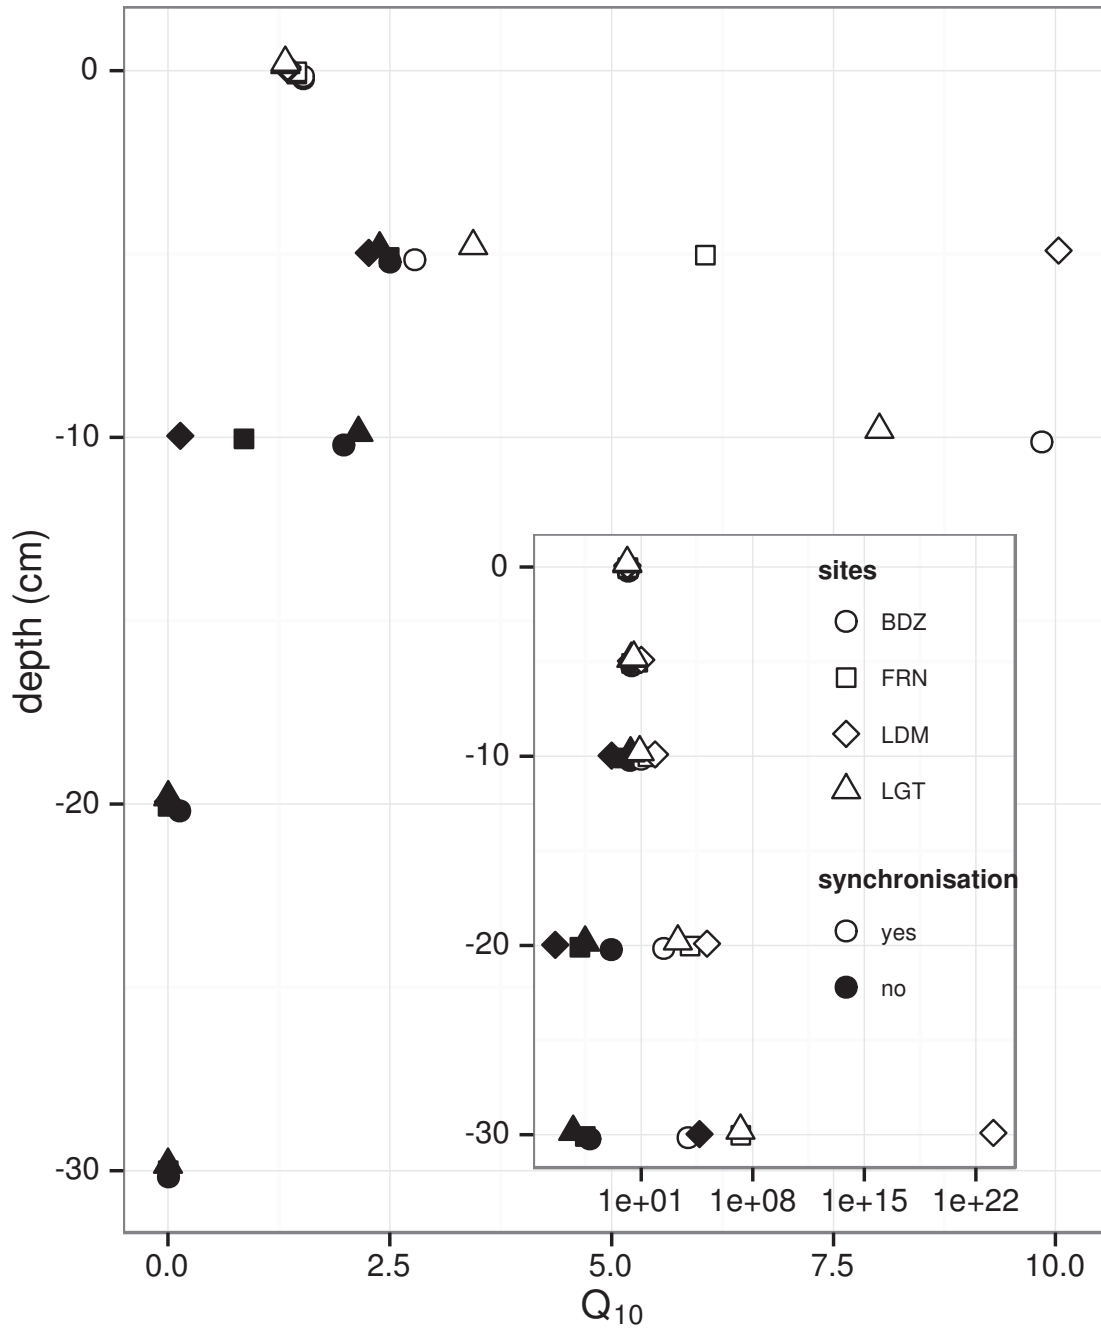 0
-10
-20
-30
depth (cm)
0.0 2.5 5.0 7.5 10.0
Q10
0
-10
-20
-30
1e+01 1e+08 1e+15 1e+22
sites
BDZ
FRN
LDM
LGT
synchronisation
yes
no